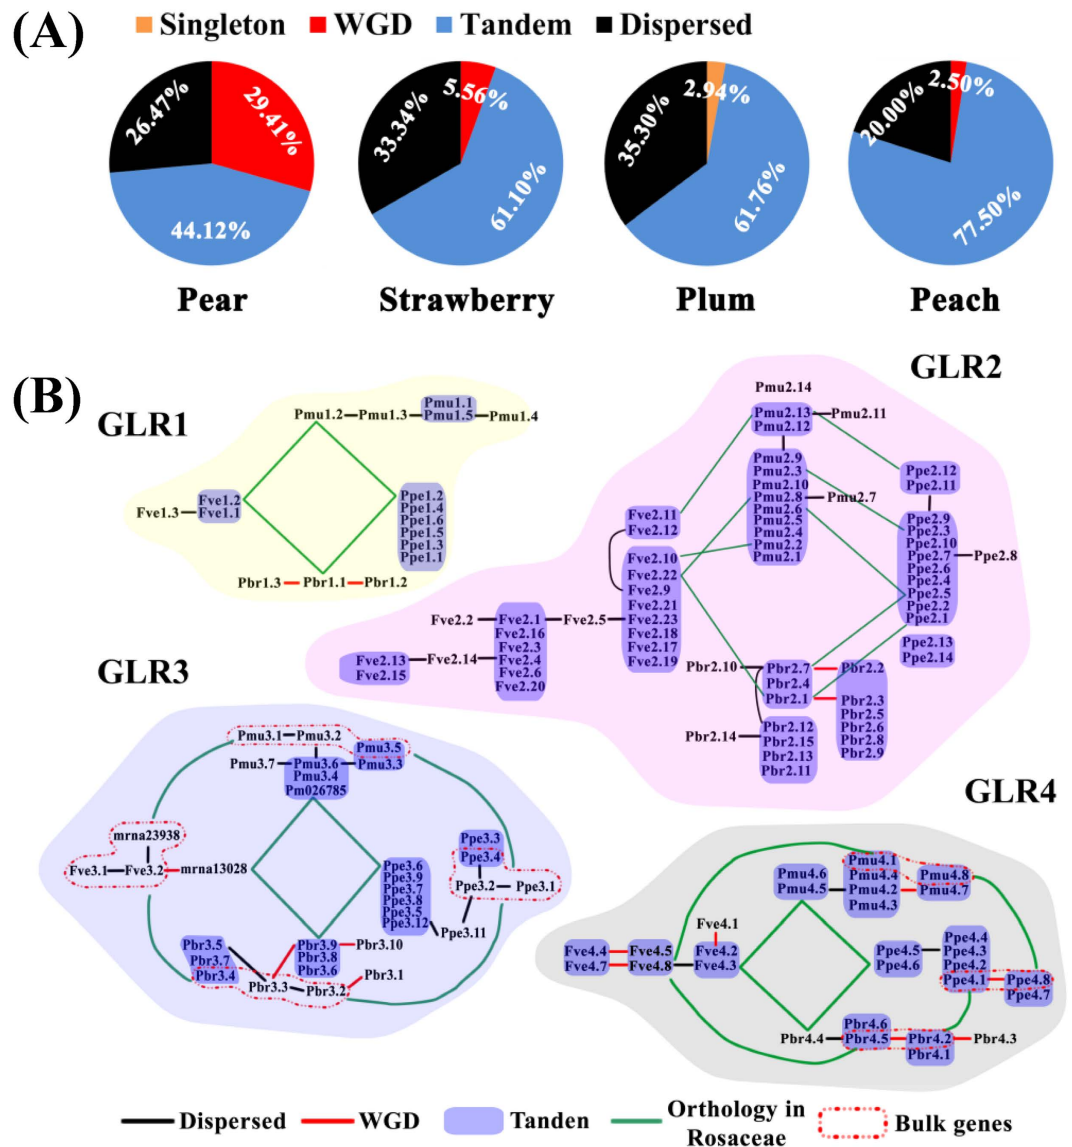 (A)
Singleton WGD Tandem Dispersed
26.47% 29.41% 44.12%
33.34% 5.56% 61.10%
35.30% 2.94% 61.76%
20.00% 2.50% 77.50%
Pear Strawberry Plum Peach
(B)
GLR1
Pmu1.1
Pmu1.2 Pmu1.3 Pmu1.5 Pmu1.4
Fve1.2
Fve1.3 Fve1.1
Ppe1.2
Ppe1.4
Ppe1.6
Ppe1.5
Ppe1.3
Ppe1.1
Pbr1.3 Pbr1.1 Pbr1.2
GLR2
Pmu2.14
Pmu2.13 Pmu2.11
Pmu2.12
Pmu2.9
Pmu2.3
Pmu2.10
Pmu2.8 Pmu2.7
Pmu2.6
Pmu2.5
Pmu2.4
Pmu2.2
Pmu2.1
Ppe2.12
Ppe2.11
Ppe2.9
Ppe2.3
Ppe2.10
Ppe2.7 Ppe2.8
Ppe2.6
Ppe2.4
Ppe2.5
Ppe2.2
Ppe2.1
Ppe2.13
Ppe2.14
Fve2.11
Fve2.12
Fve2.10
Fve2.22
Fve2.9
Fve2.21
Fve2.2 Fve2.1 Fve2.5 Fve2.23
Fve2.18
Fve2.17
Fve2.19
Fve2.16
Fve2.3
Fve2.13 Fve2.14 Fve2.4
Fve2.15 Fve2.6
Fve2.20
Pbr2.10 Pbr2.7 Pbr2.2
Pbr2.4
Pbr2.1 Pbr2.3
Pbr2.5
Pbr2.6
Pbr2.8
Pbr2.9
Pbr2.12
Pbr2.14 Pbr2.15
Pbr2.13
Pbr2.11
GLR3
Pmu3.1 Pmu3.2
Pmu3.5
Pmu3.7 Pmu3.6 Pmu3.3
Pmu3.4
Pm026785
mrna23938
Fve3.1 Fve3.2 mrna13028
Ppe3.3
Ppe3.4
Ppe3.2 Ppe3.1
Ppe3.6
Ppe3.9
Ppe3.7
Ppe3.8
Ppe3.5
Ppe3.12 Ppe3.11
Pbr3.5
Pbr3.7
Pbr3.4
Pbr3.9 Pbr3.10
Pbr3.8
Pbr3.6
Pbr3.3 Pbr3.2 Pbr3.1
GLR4
Pmu4.1
Pmu4.6 Pmu4.4 Pmu4.8
Pmu4.5 Pmu4.2 Pmu4.7
Pmu4.3
Fve4.1
Fve4.4 Fve4.5 Fve4.2
Fve4.7 Fve4.8 Fve4.3
Ppe4.4
Ppe4.5 Ppe4.3
Ppe4.6 Ppe4.2
Ppe4.1 Ppe4.8
Ppe4.7
Pbr4.6
Pbr4.4 Pbr4.5 Pbr4.2 Pbr4.3
Pbr4.1
Dispersed WGD Tanden Orthology in
Rosaceae Bulk genes